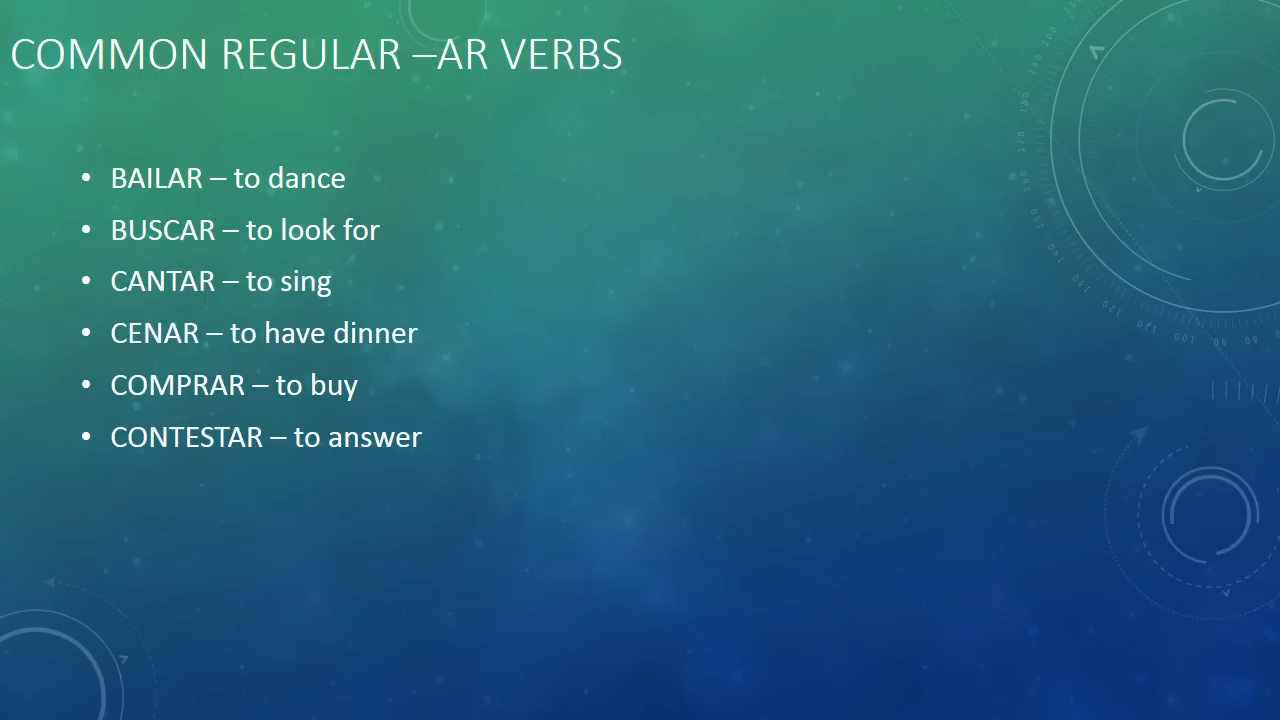 COMMON REGULAR –AR VERBS
• BAILAR – to dance
• BUSCAR – to look for
• CANTAR – to sing
• CENAR – to have dinner
• COMPRAR – to buy
• CONTESTAR – to answer